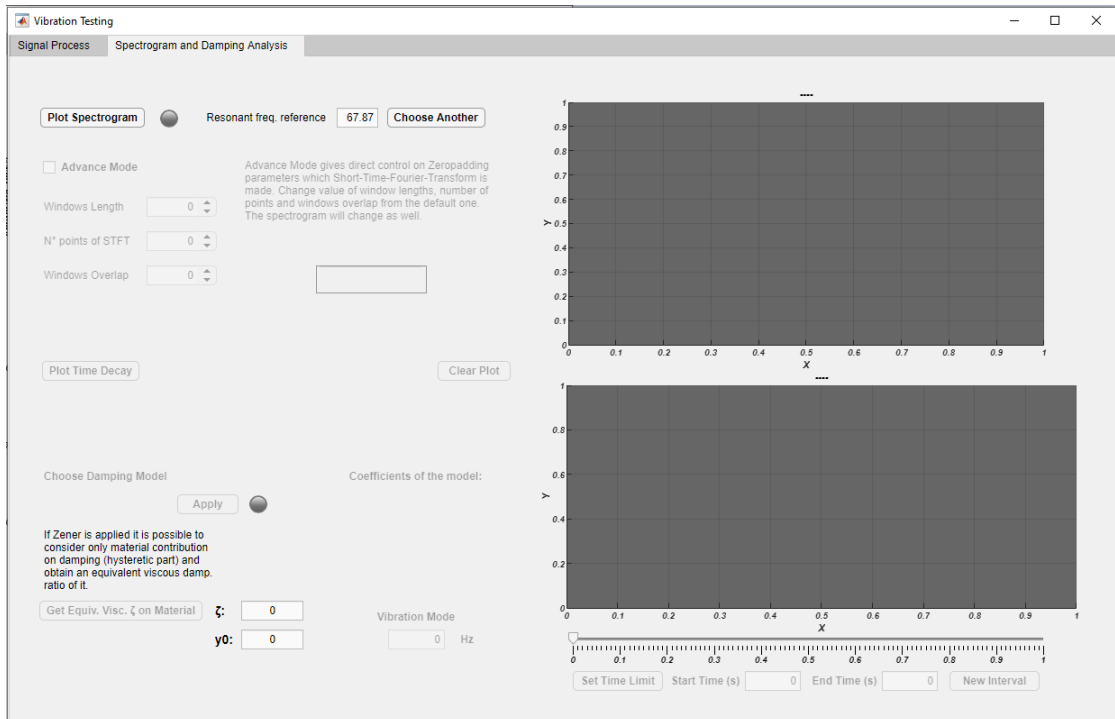 Vibration Testing
Signal Process
Spectrogram and Damping Analysis
Plot Spectrogram
Resonant freq. reference
67.87
Choose Another
Advance Mode
Advance Mode gives direct control on Zeropadding
parameters which Short-Time-Fourier-Transform is
made. Change value of window lengths, number of
points and windows overlap from the default one.
The spectrogram will change as well.
Windows Length
0
N° points of STFT
0
Windows Overlap
0
Plot Time Decay
Clear Plot
Choose Damping Model
Coefficients of the model:
Apply
If Zener is applied it is possible to
consider only material contribution
on damping (hysteretic part) and
obtain an equivalent viscous damp.
ratio of it.
Get Equiv. Visc. ζ on Material
ζ:
0
y0:
0
Vibration Mode
0
Hz
----
1
0.9
0.8
0.7
0.6
0.5
0.4
0.3
0.2
0.1
0
Y
0 0.1 0.2 0.3 0.4 0.5 0.6 0.7 0.8 0.9 1
X
----
1
0.8
0.6
0.4
0.2
0
Y
0 0.1 0.2 0.3 0.4 0.5 0.6 0.7 0.8 0.9 1
X
0 0.1 0.2 0.3 0.4 0.5 0.6 0.7 0.8 0.9 1
Set Time Limit
Start Time (s)
0
End Time (s)
0
New Interval